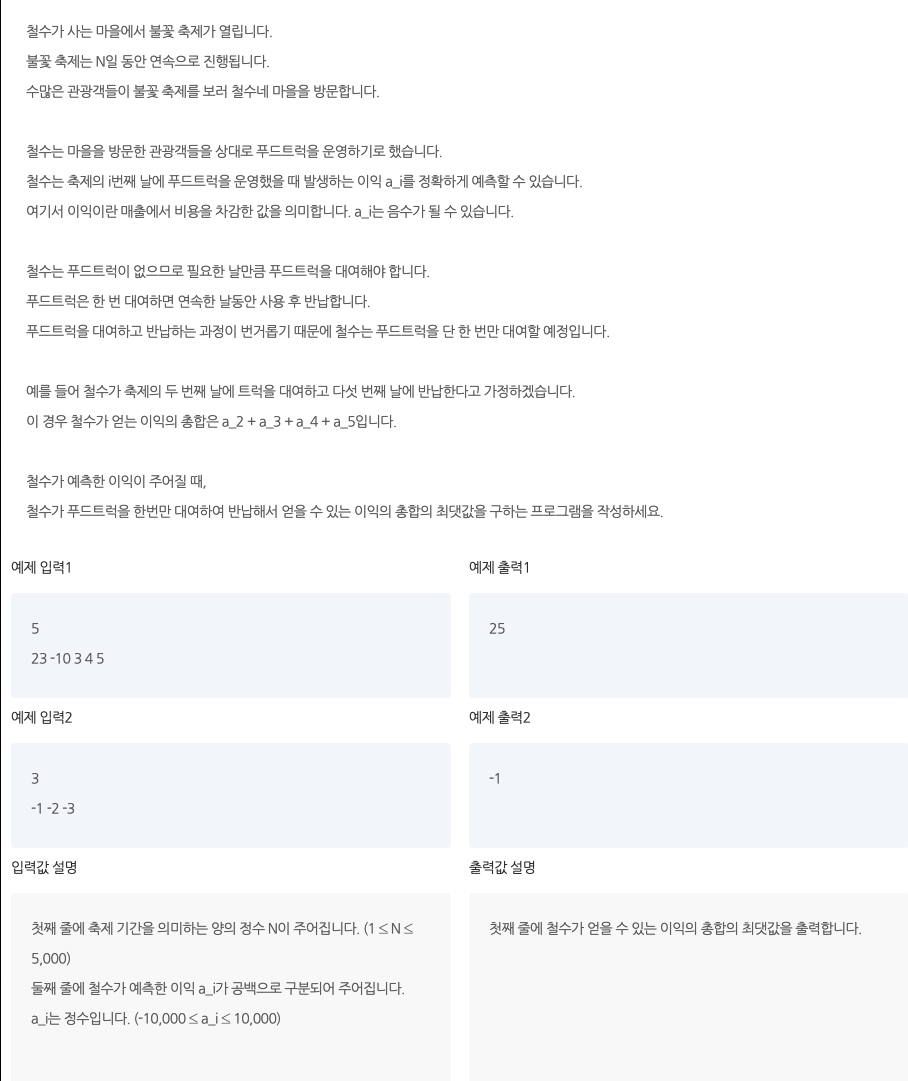 철수가 사는 마을에서 불꽃 축제가 열립니다.
불꽃 축제는 N일 동안 연속으로 진행됩니다.
수많은 관광객들이 불꽃 축제를 보러 철수네 마을을 방문합니다.
철수는 마을을 방문한 관광객들을 상대로 푸드트럭을 운영하기로 했습니다.
철수는 축제의 i번째 날에 푸드트럭을 운영했을 때 발생하는 이익 a_i를 정확하게 예측할 수 있습니다.
여기서 이익이란 매출에서 비용을 차감한 값을 의미합니다. a_i는 음수가 될 수 있습니다.
철수는 푸드트럭이 없으므로 필요한 날만큼 푸드트럭을 대여해야 합니다.
푸드트럭은 한 번 대여하면 연속한 날동안 사용 후 반납합니다.
푸드트럭을 대여하고 반납하는 과정이 번거롭기 때문에 철수는 푸드트럭을 단 한 번만 대여할 예정입니다.
예를 들어 철수가 축제의 두 번째 날에 트럭을 대여하고 다섯 번째 날에 반납한다고 가정하겠습니다.
이 경우 철수가 얻는 이익의 총합은 a_2 + a_3 + a_4 + a_5입니다.
철수가 예측한 이익이 주어질 때,
철수가 푸드트럭을 한번만 대여하여 반납해서 얻을 수 있는 이익의 총합의 최댓값을 구하는 프로그램을 작성하세요.
예제 입력1
예제 출력1
5
23 -10 3 4 5
25
예제 입력2
예제 출력2
3
-1 -2 -3
-1
입력값 설명
출력값 설명
첫째 줄에 축제 기간을 의미하는 양의 정수 N이 주어집니다. (1 ≤ N ≤
5,000)
둘째 줄에 철수가 예측한 이익 a_i가 공백으로 구분되어 주어집니다.
a_i는 정수입니다. (-10,000 ≤ a_i ≤ 10,000)
첫째 줄에 철수가 얻을 수 있는 이익의 총합의 최댓값을 출력합니다.